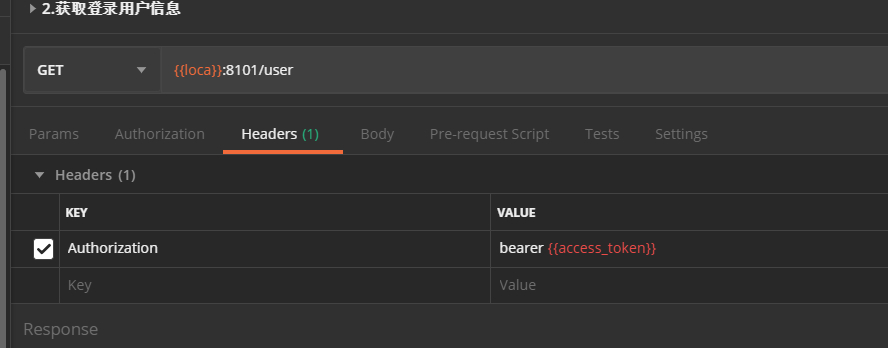 2.获取登录用户信息
GET {{loca}}:8101/user
Params Authorization Headers (1) Body Pre-request Script Tests Settings
Headers (1)
KEY VALUE
Authorization bearer {{access_token}}
Key Value
Response